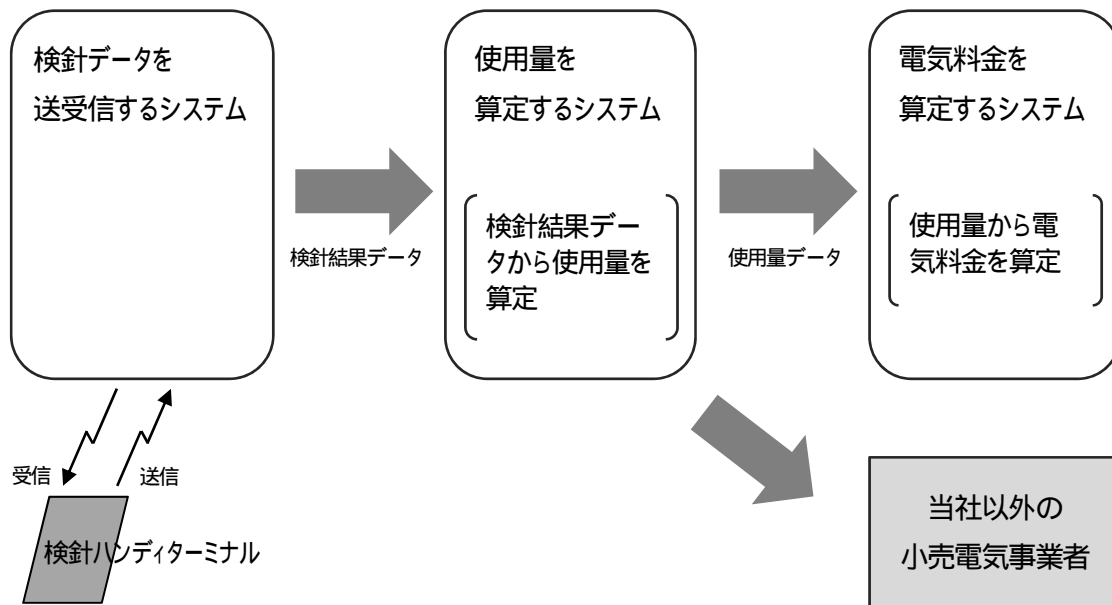 検針データを
送受信するシステム
検針結果データ
使用量を
算定するシステム
検針結果デー
タから使用量を
算定
使用量データ
電気料金を
算定するシステム
使用量から電
気料金を算定
受信
送信
検針ハンディターミナル
当社以外の
小売電気事業者